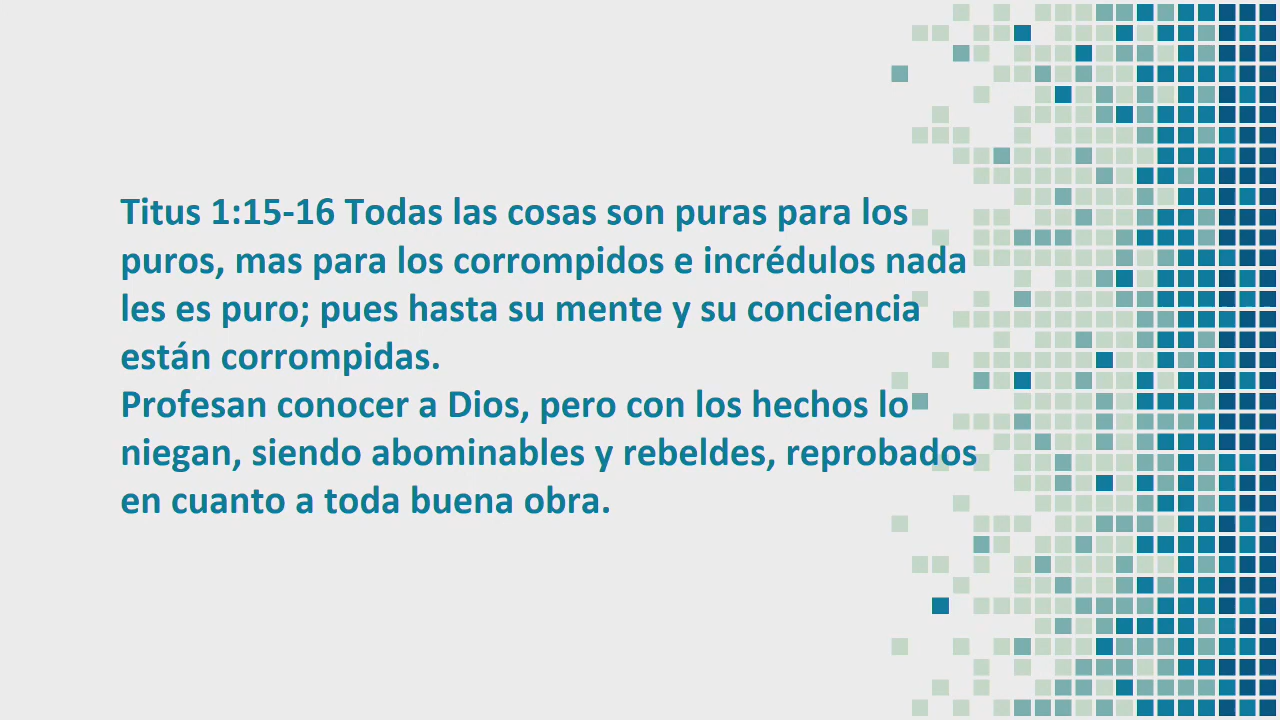 Titus 1:15-16 Todas las cosas son puras para los
puros, mas para los corrompidos e incrédulos nada
les es puro; pues hasta su mente y su conciencia
están corrompidas.
Profesan conocer a Dios, pero con los hechos lo
niegan, siendo abominables y rebeldes, reprobados
en cuanto a toda buena obra.